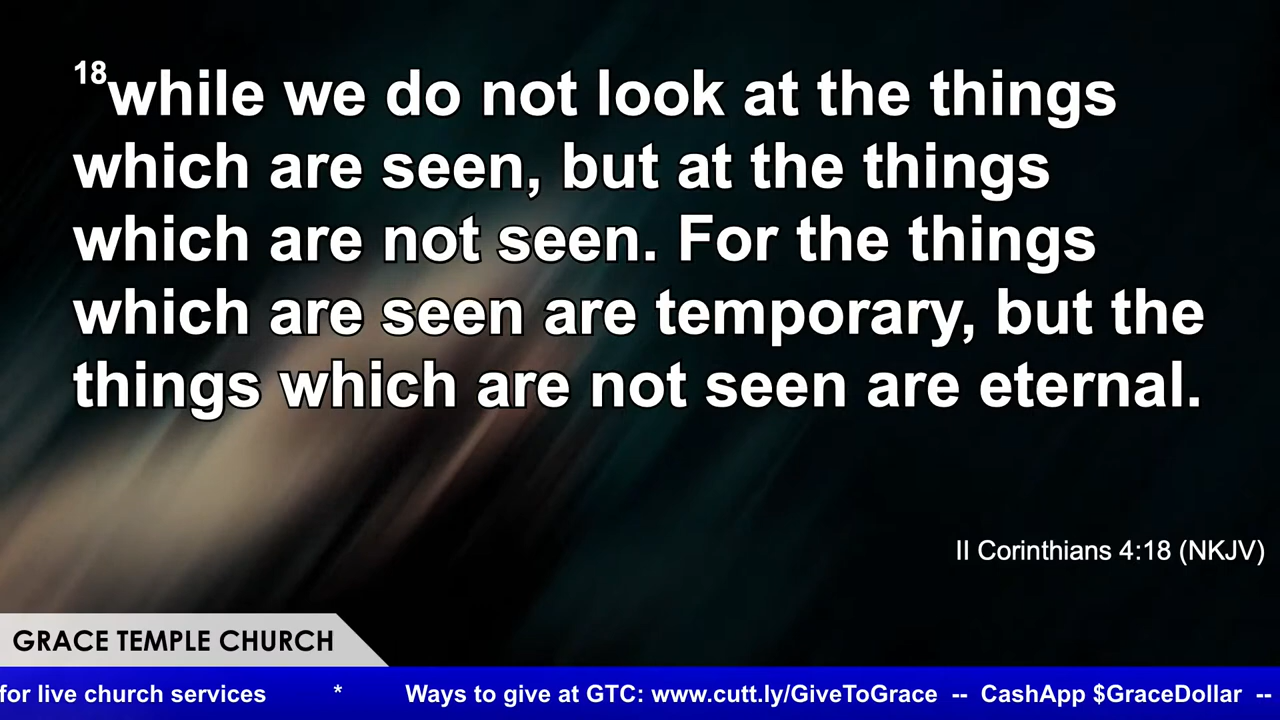 18while we do not look at the things
which are seen, but at the things
which are not seen. For the things
which are seen are temporary, but the
things which are not seen are eternal.
II Corinthians 4:18 (NKJV)
GRACE TEMPLE CHURCH
for live church services * Ways to give at GTC: www.cutt.ly/GiveToGrace -- CashApp $GraceDollar --